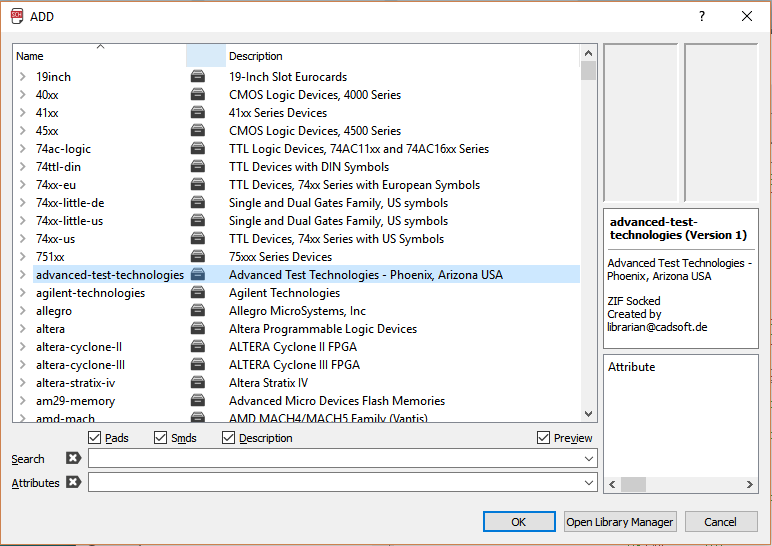 ADD
Name Description
19inch 19-Inch Slot Eurocards
40xx CMOS Logic Devices, 4000 Series
41xx 41xx Series Devices
45xx CMOS Logic Devices, 4500 Series
74ac-logic TTL Logic Devices, 74AC11xx and 74AC16xx Series
74ttl-din TTL Devices with DIN Symbols
74xx-eu TTL Devices, 74xx Series with European Symbols
74xx-little-de Single and Dual Gates Family, US symbols
74xx-little-us Single and Dual Gates Family, US symbols
74xx-us TTL Devices, 74xx Series with US Symbols
751xx 75xxx Series Devices
advanced-test-technologies Advanced Test Technologies - Phoenix, Arizona USA
agilent-technologies Agilent Technologies
allegro Allegro MicroSystems, Inc
altera Altera Programmable Logic Devices
altera-cyclone-II ALTERA Cyclone II FPGA
altera-cyclone-III ALTERA Cyclone III FPGA
altera-stratix-iv Altera Stratix IV
am29-memory Advanced Micro Devices Flash Memories
amd-mach AMD MACH4/MACH5 Family (Vantis)
Pads Smds Description Preview
Search
Attributes
advanced-test-
technologies (Version 1)
Advanced Test Technologies -
Phoenix, Arizona USA
ZIF Socked
Created by
librarian@cadsoft.de
Attribute
OK Open Library Manager Cancel